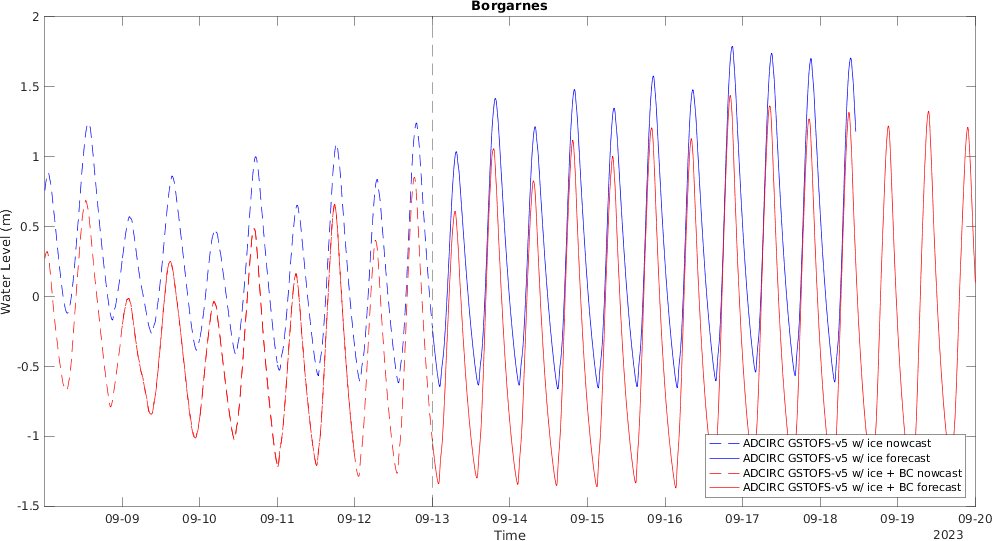 Borgarnes
Water Level (m)
2
1.5
1
0.5
0
-0.5
-1
-1.5
ADCIRC GSTOFS-v5 w/ ice nowcast
ADCIRC GSTOFS-v5 w/ ice forecast
ADCIRC GSTOFS-v5 w/ ice + BC nowcast
ADCIRC GSTOFS-v5 w/ ice + BC forecast
09-09 09-10 09-11 09-12 09-13 09-14 09-15 09-16 09-17 09-18 09-19 09-20
Time
2023